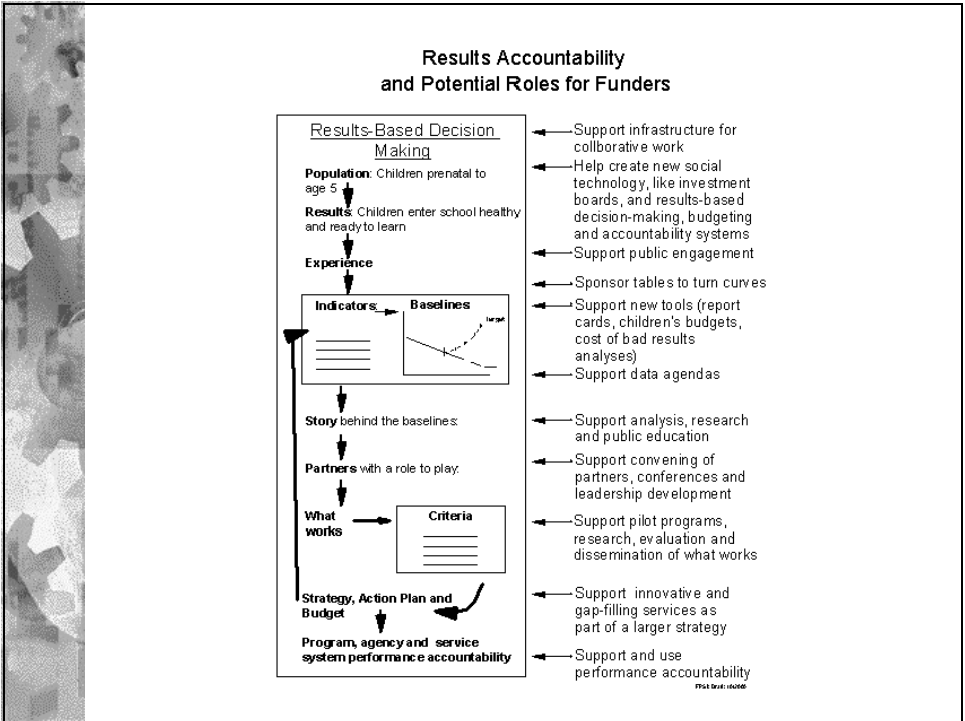 Results Accountability
and Potential Roles for Funders
Results-Based Decision
Making
Population: Children prenatal to
age 5
Results: Children enter school healthy
and ready to learn
Experience
Indicators:
Baselines
target
Story behind the baselines:
Partners with a role to play:
What
works
Criteria
Strategy, Action Plan and
Budget
Program, agency and service
system performance accountability
Support infrastructure for
collborative work
Help create new social
technology, like investment
boards, and results-based
decision-making, budgeting
and accountability systems
Support public engagement
Sponsor tables to turn curves
Support new tools (report
cards, children's budgets,
cost of bad results
analyses)
Support data agendas
Support analysis, research
and public education
Support convening of
partners, conferences and
leadership development
Support pilot programs,
research, evaluation and
dissemination of what works
Support innovative and
gap-filling services as
part of a larger strategy
Support and use
performance accountability